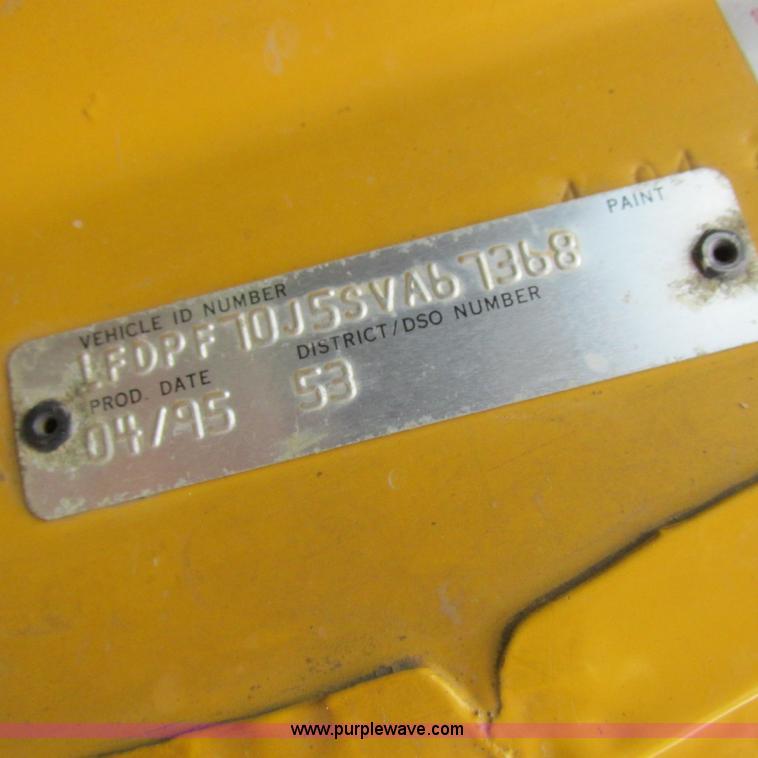 PAINT
VEHICLE ID NUMBER
1FDPF70J5SVA67368
PROD. DATE
DISTRICT/DSO NUMBER
04/95
53
www.purplewave.com